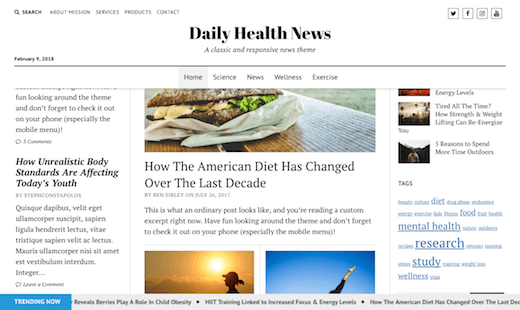 SEARCH ABOUT MISSION SERVICES PRODUCTS CONTACT
Daily Health News
A classic and responsive news theme
February 9, 2018
Home Science News Wellness Exercise
fun looking around the theme
and don't forget to check it out
on your phone (especially the
mobile menu)!
3 Comments
How Unrealistic Body
Standards Are Affecting
Today's Youth
BY STEPHCONSTAPOLOS
Quisque dapibus, velit eget
ullamcorper suscipit, sapien
ligula hendrerit lectus, vitae
tristique sapien velit ac lectus.
Mauris ullamcorper nisi sit amet
est vestibulum interdum.
Integer...
Leave a Comment
How The American Diet Has Changed
Over The Last Decade
BY BEN SIBLEY ON JULY 26, 2017
This is what an ordinary post looks like, and you're reading a
custom excerpt right now. Have fun looking around the theme and don't forget
to check it out on your phone (especially the mobile menu)!
Energy Levels
Tired All The Time?
How Strength & Weight
Lifting Can Re-Energize
You
5 Reasons to Spend
More Time Outdoors
TAGS
beauty culture diet drug abuse endurance
energy exercise fads fitness food fruit health
mental health nature outdoors
recipes research retreats running
stress study training weight loss
wellness yoga
TRENDING NOW Reveals Berries Play A Role In Child Obesity HIIT Training Linked to Increased Focus & Energy Levels How The American Diet Has Changed Over The Last Dec